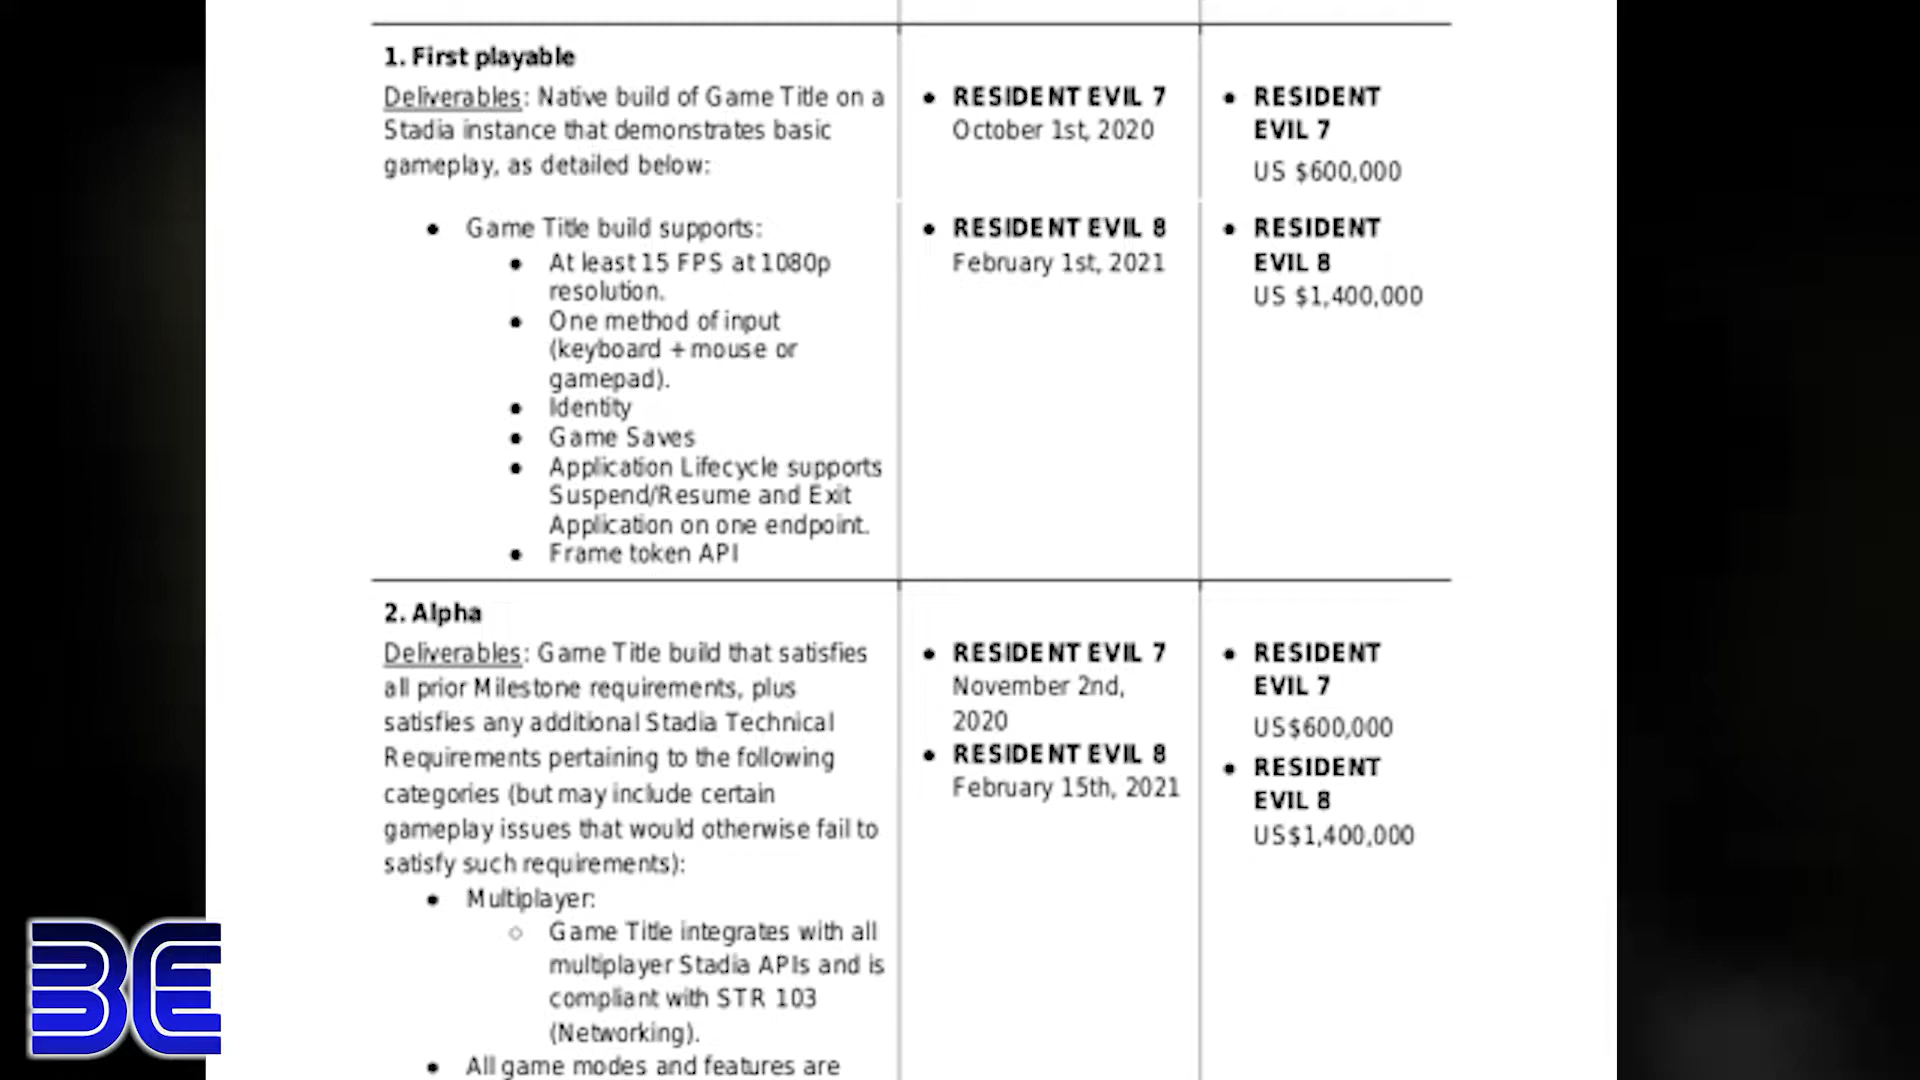 1. First playable
Deliverables: Native build of Game Title on a
Stadia instance that demonstrates basic
gameplay, as detailed below:
• Game Title build supports:
• At least 15 FPS at 1080p
resolution.
• One method of input
(keyboard + mouse or
gamepad).
• Identity
• Game Saves
• Application Lifecycle supports
Suspend/Resume and Exit
Application on one endpoint.
• Frame token API
• RESIDENT EVIL 7
October 1st, 2020
• RESIDENT EVIL 8
February 1st, 2021
• RESIDENT
EVIL 7
US $600,000
• RESIDENT
EVIL 8
US $1,400,000
2. Alpha
Deliverables: Game Title build that satisfies
all prior Milestone requirements, plus
satisfies any additional Stadia Technical
Requirements pertaining to the following
categories (but may include certain
gameplay issues that would otherwise fail to
satisfy such requirements):
• Multiplayer:
○ Game Title integrates with all
multiplayer Stadia APIs and is
compliant with STR 103
(Networking).
• All game modes and features are
• RESIDENT EVIL 7
November 2nd,
2020
• RESIDENT EVIL 8
February 15th, 2021
• RESIDENT
EVIL 7
US$600,000
• RESIDENT
EVIL 8
US$1,400,000
BE